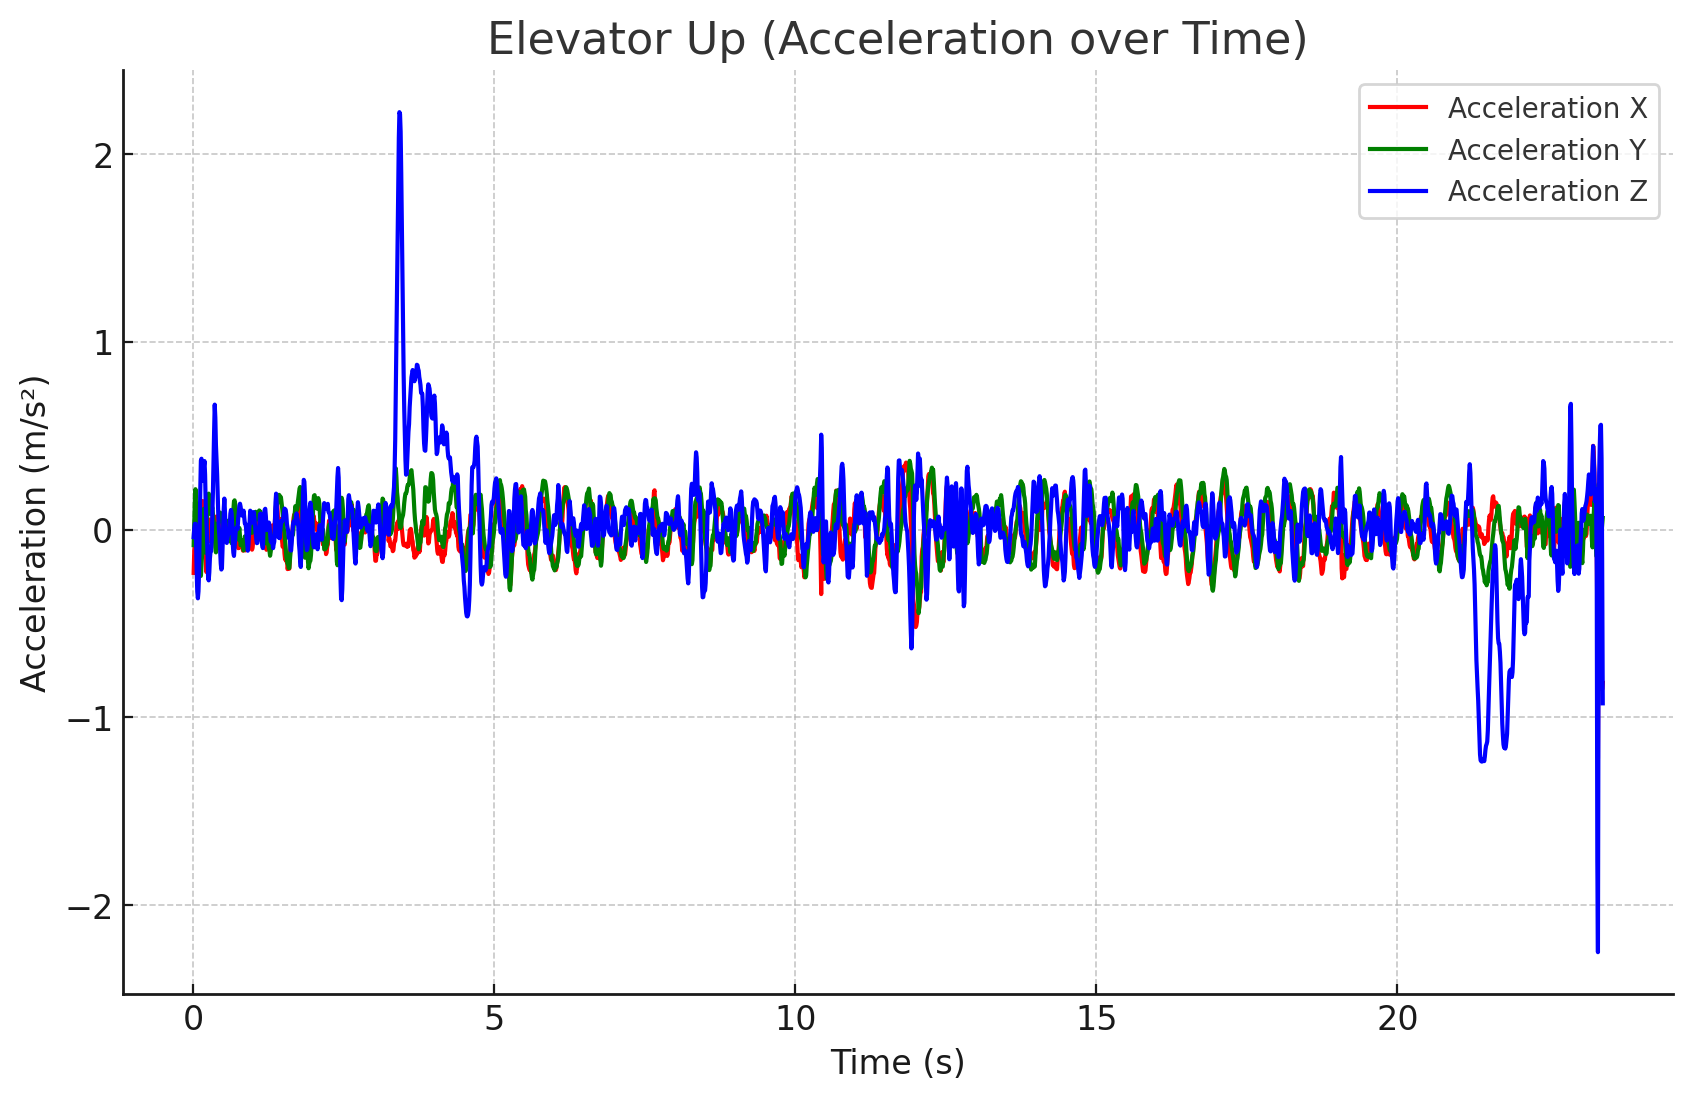 Elevator Up (Acceleration over Time)
Acceleration X
Acceleration Y
Acceleration Z
Acceleration (m/s²)
2
1
0
−1
−2
0 5 10 15 20
Time (s)